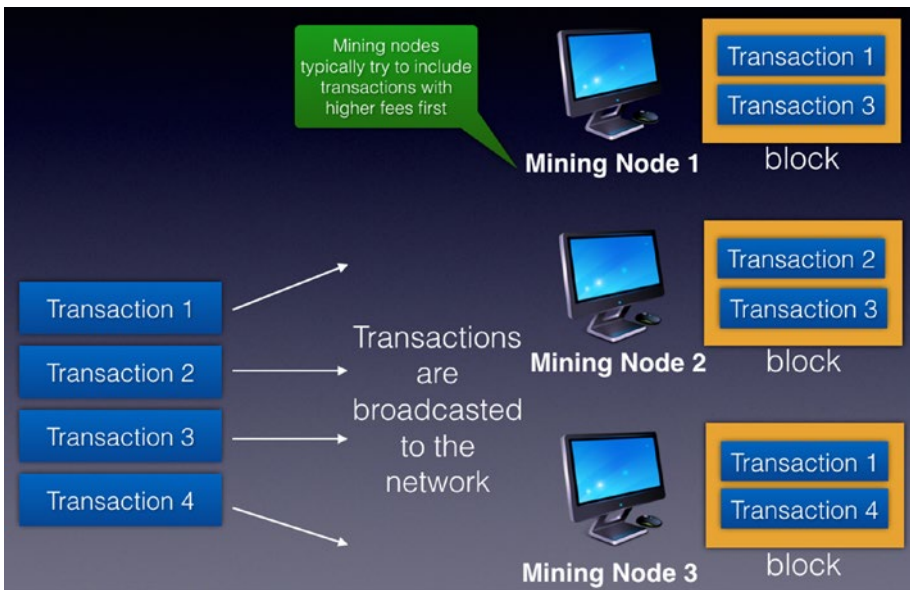 Mining nodes
typically try to include
transactions with
higher fees first
Mining Node 1
Transaction 1
Transaction 3
block
Transaction 1
Transaction 2
Transaction 3
Transaction 4
Transactions
are
broadcasted
to the
network
Mining Node 2
Transaction 2
Transaction 3
block
Mining Node 3
Transaction 1
Transaction 4
block